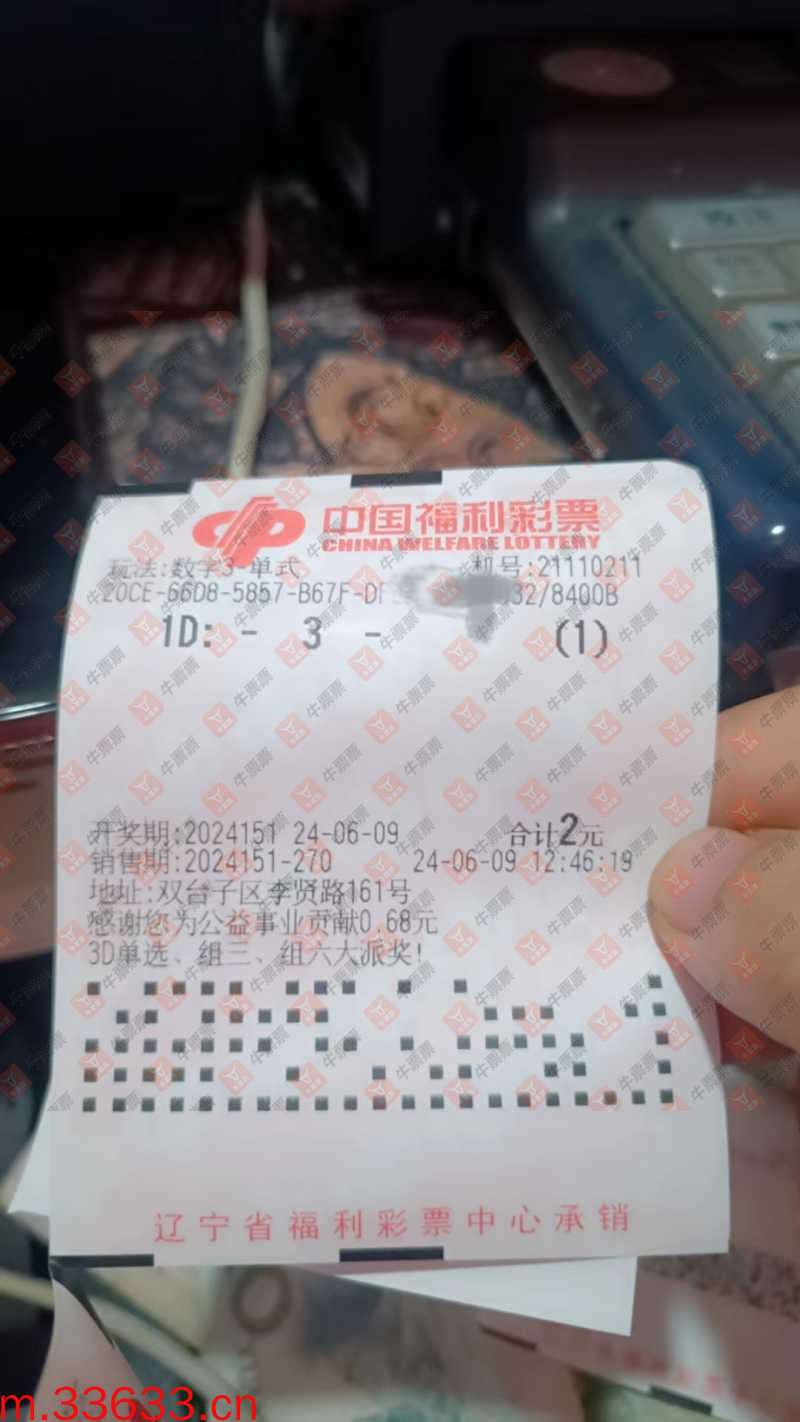 中国福利彩票
CHINA WELFARE LOTTERY
玩法:数字3-单式 机号:21110211
20CE-66D8-5857-B67F-D 32/8400B
1D: - 3 - (1)
开奖期:2024151 24-06-09 合计2元
销售期:2024151-270 24-06-09 12:46:19
地址:双台子区李贤路161号
感谢您为公益事业贡献0.68元
3D单选、组三、组六大派奖!
辽宁省福利彩票中心承销
牛票票
m.33633.cn